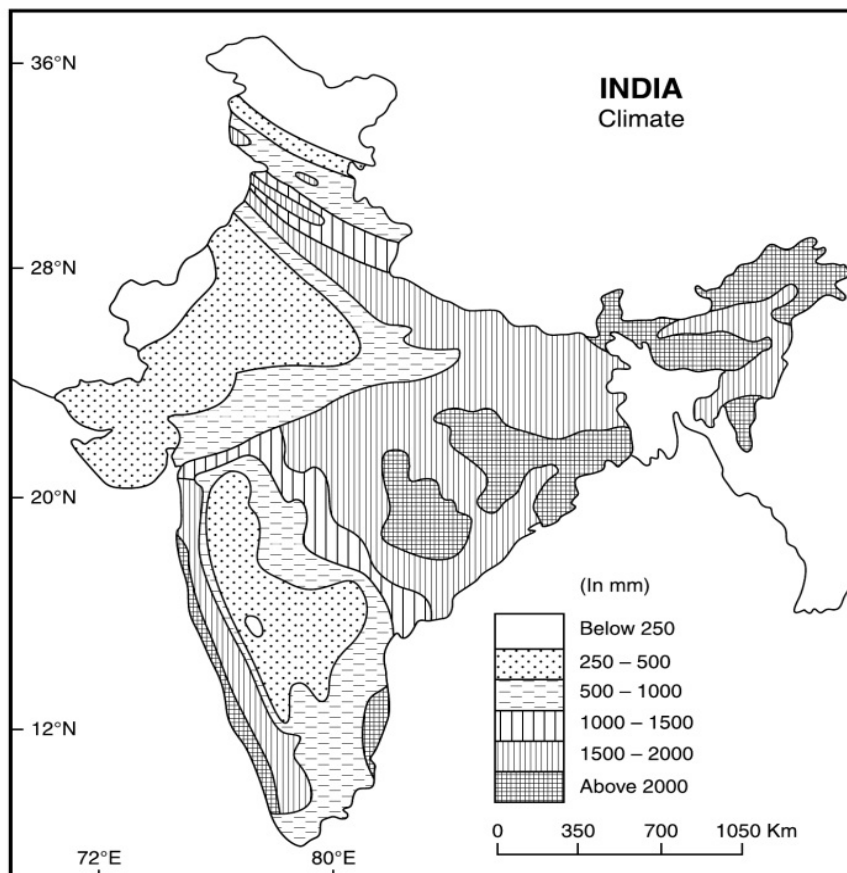 INDIA
Climate
36°N
28°N
20°N
12°N
(In mm)
Below 250
250 – 500
500 – 1000
1000 – 1500
1500 – 2000
Above 2000
0 350 700 1050 Km
72°E 80°E